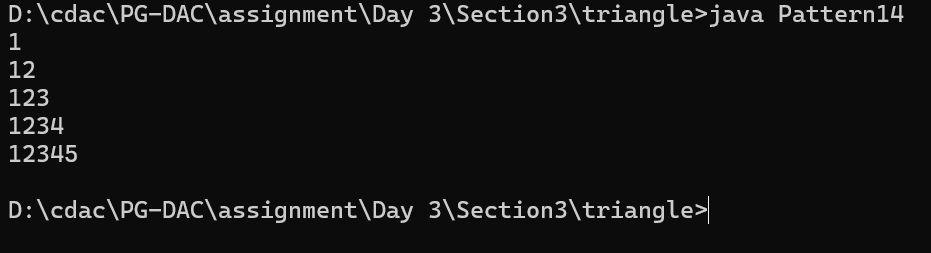 D:\cdac\PG-DAC\assignment\Day 3\Section3\triangle>java Pattern14
1
12
123
1234
12345
D:\cdac\PG-DAC\assignment\Day 3\Section3\triangle>